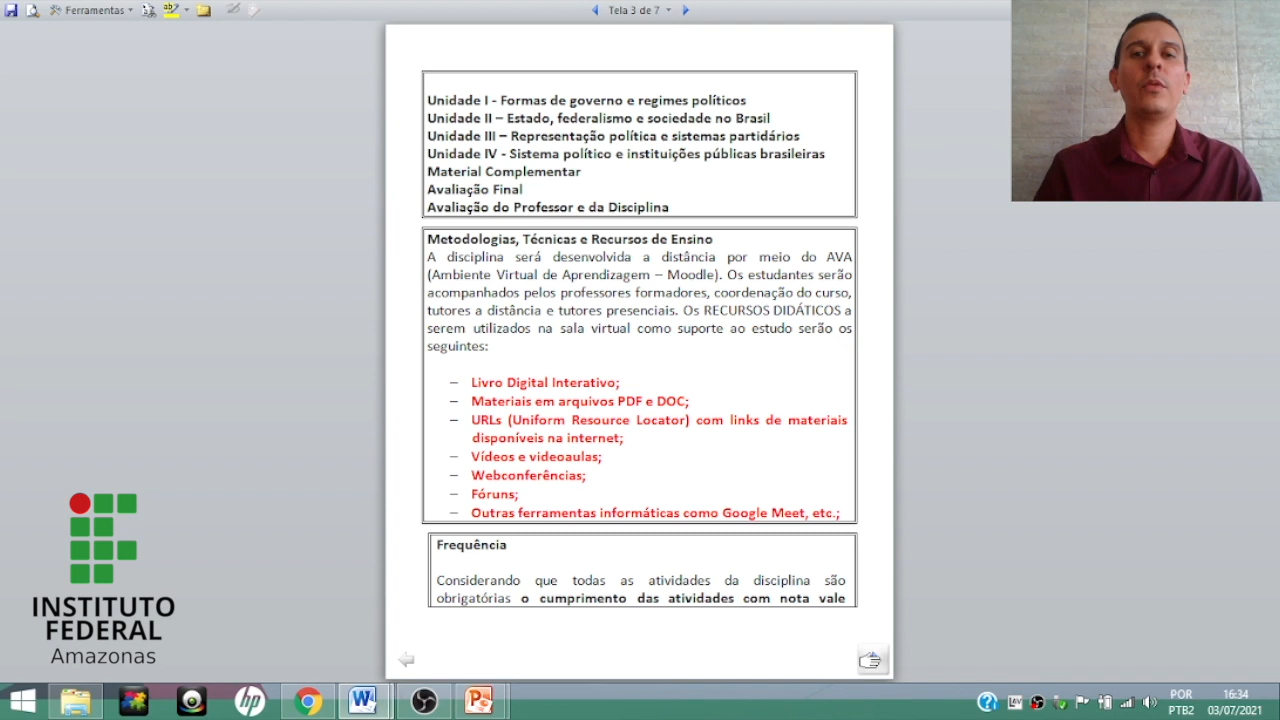 Ferramentas
Tela 3 de 7
Unidade I - Formas de governo e regimes políticos
Unidade II – Estado, federalismo e sociedade no Brasil
Unidade III – Representação política e sistemas partidários
Unidade IV - Sistema político e instituições públicas brasileiras
Material Complementar
Avaliação Final
Avaliação do Professor e da Disciplina
Metodologias, Técnicas e Recursos de Ensino
A disciplina será desenvolvida a distância por meio do AVA
(Ambiente Virtual de Aprendizagem – Moodle). Os estudantes serão
acompanhados pelos professores formadores, coordenação do curso,
tutores a distância e tutores presenciais. Os RECURSOS DIDÁTICOS a
serem utilizados na sala virtual como suporte ao estudo serão os
seguintes:
– Livro Digital Interativo;
– Materiais em arquivos PDF e DOC;
– URLs (Uniform Resource Locator) com links de materiais
disponíveis na internet;
– Vídeos e videoaulas;
– Webconferências;
– Fóruns;
– Outras ferramentas informáticas como Google Meet, etc.;
Frequência
Considerando que todas as atividades da disciplina são
obrigatórias o cumprimento das atividades com nota vale
INSTITUTO
FEDERAL
Amazonas
POR
PTB2
16:34
03/07/2021